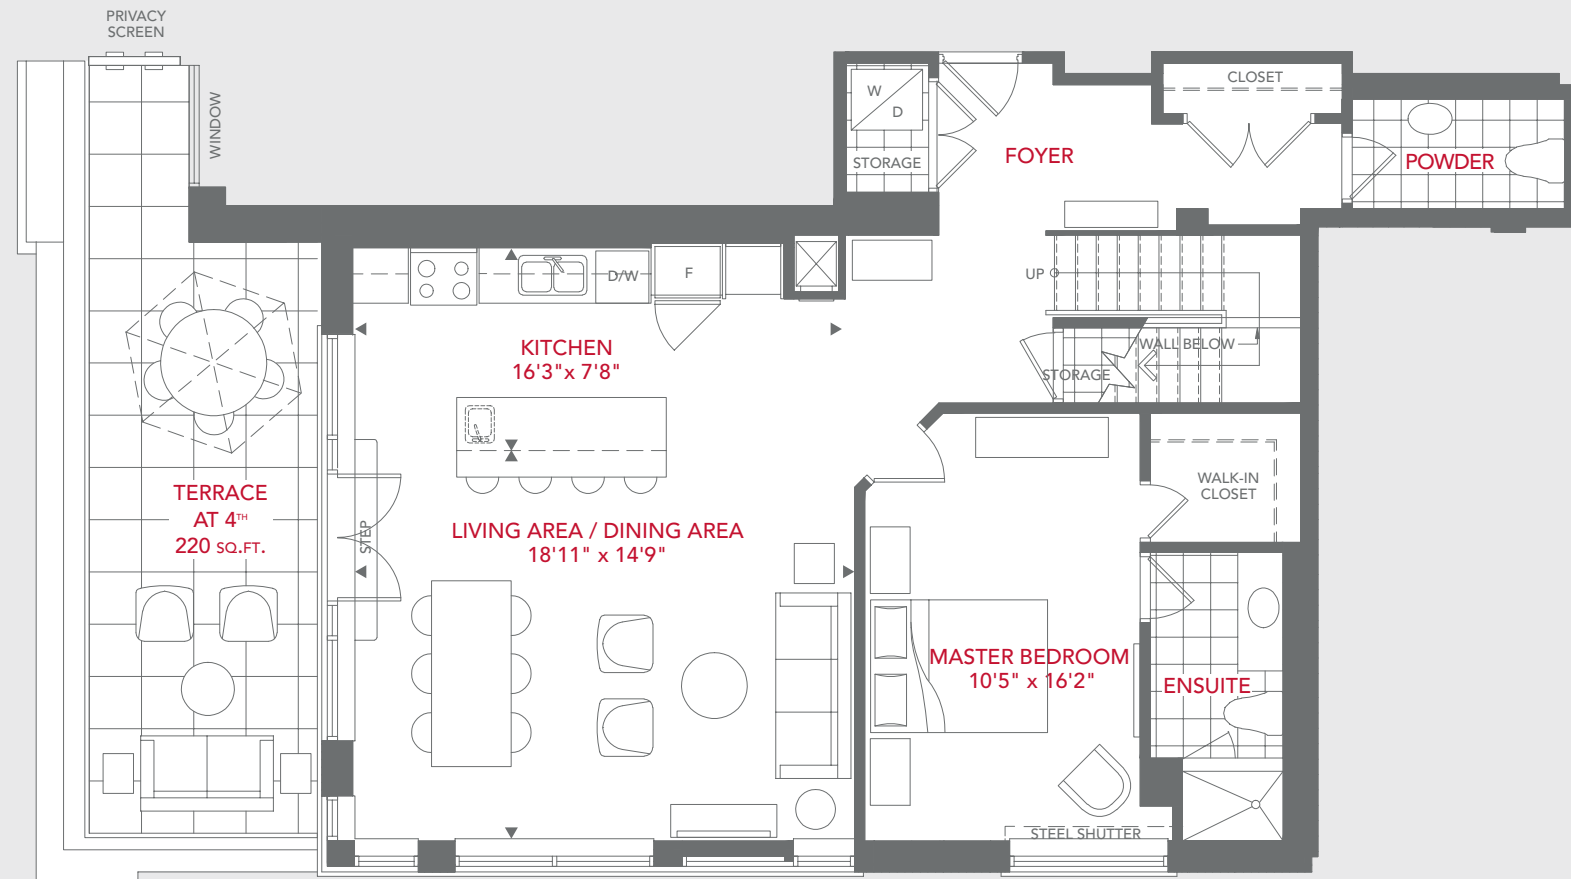 PRIVACY
SCREEN
WINDOW
W
D
STORAGE
FOYER
CLOSET
POWDER
UP
WALL BELOW
STORAGE
D/W
F
KITCHEN
16'3"x 7'8"
TERRACE
AT 4TH
220 SQ.FT.
STEP
LIVING AREA / DINING AREA
18'11" x 14'9"
WALK-IN
CLOSET
MASTER BEDROOM
10'5" x 16'2"
ENSUITE
STEEL SHUTTER